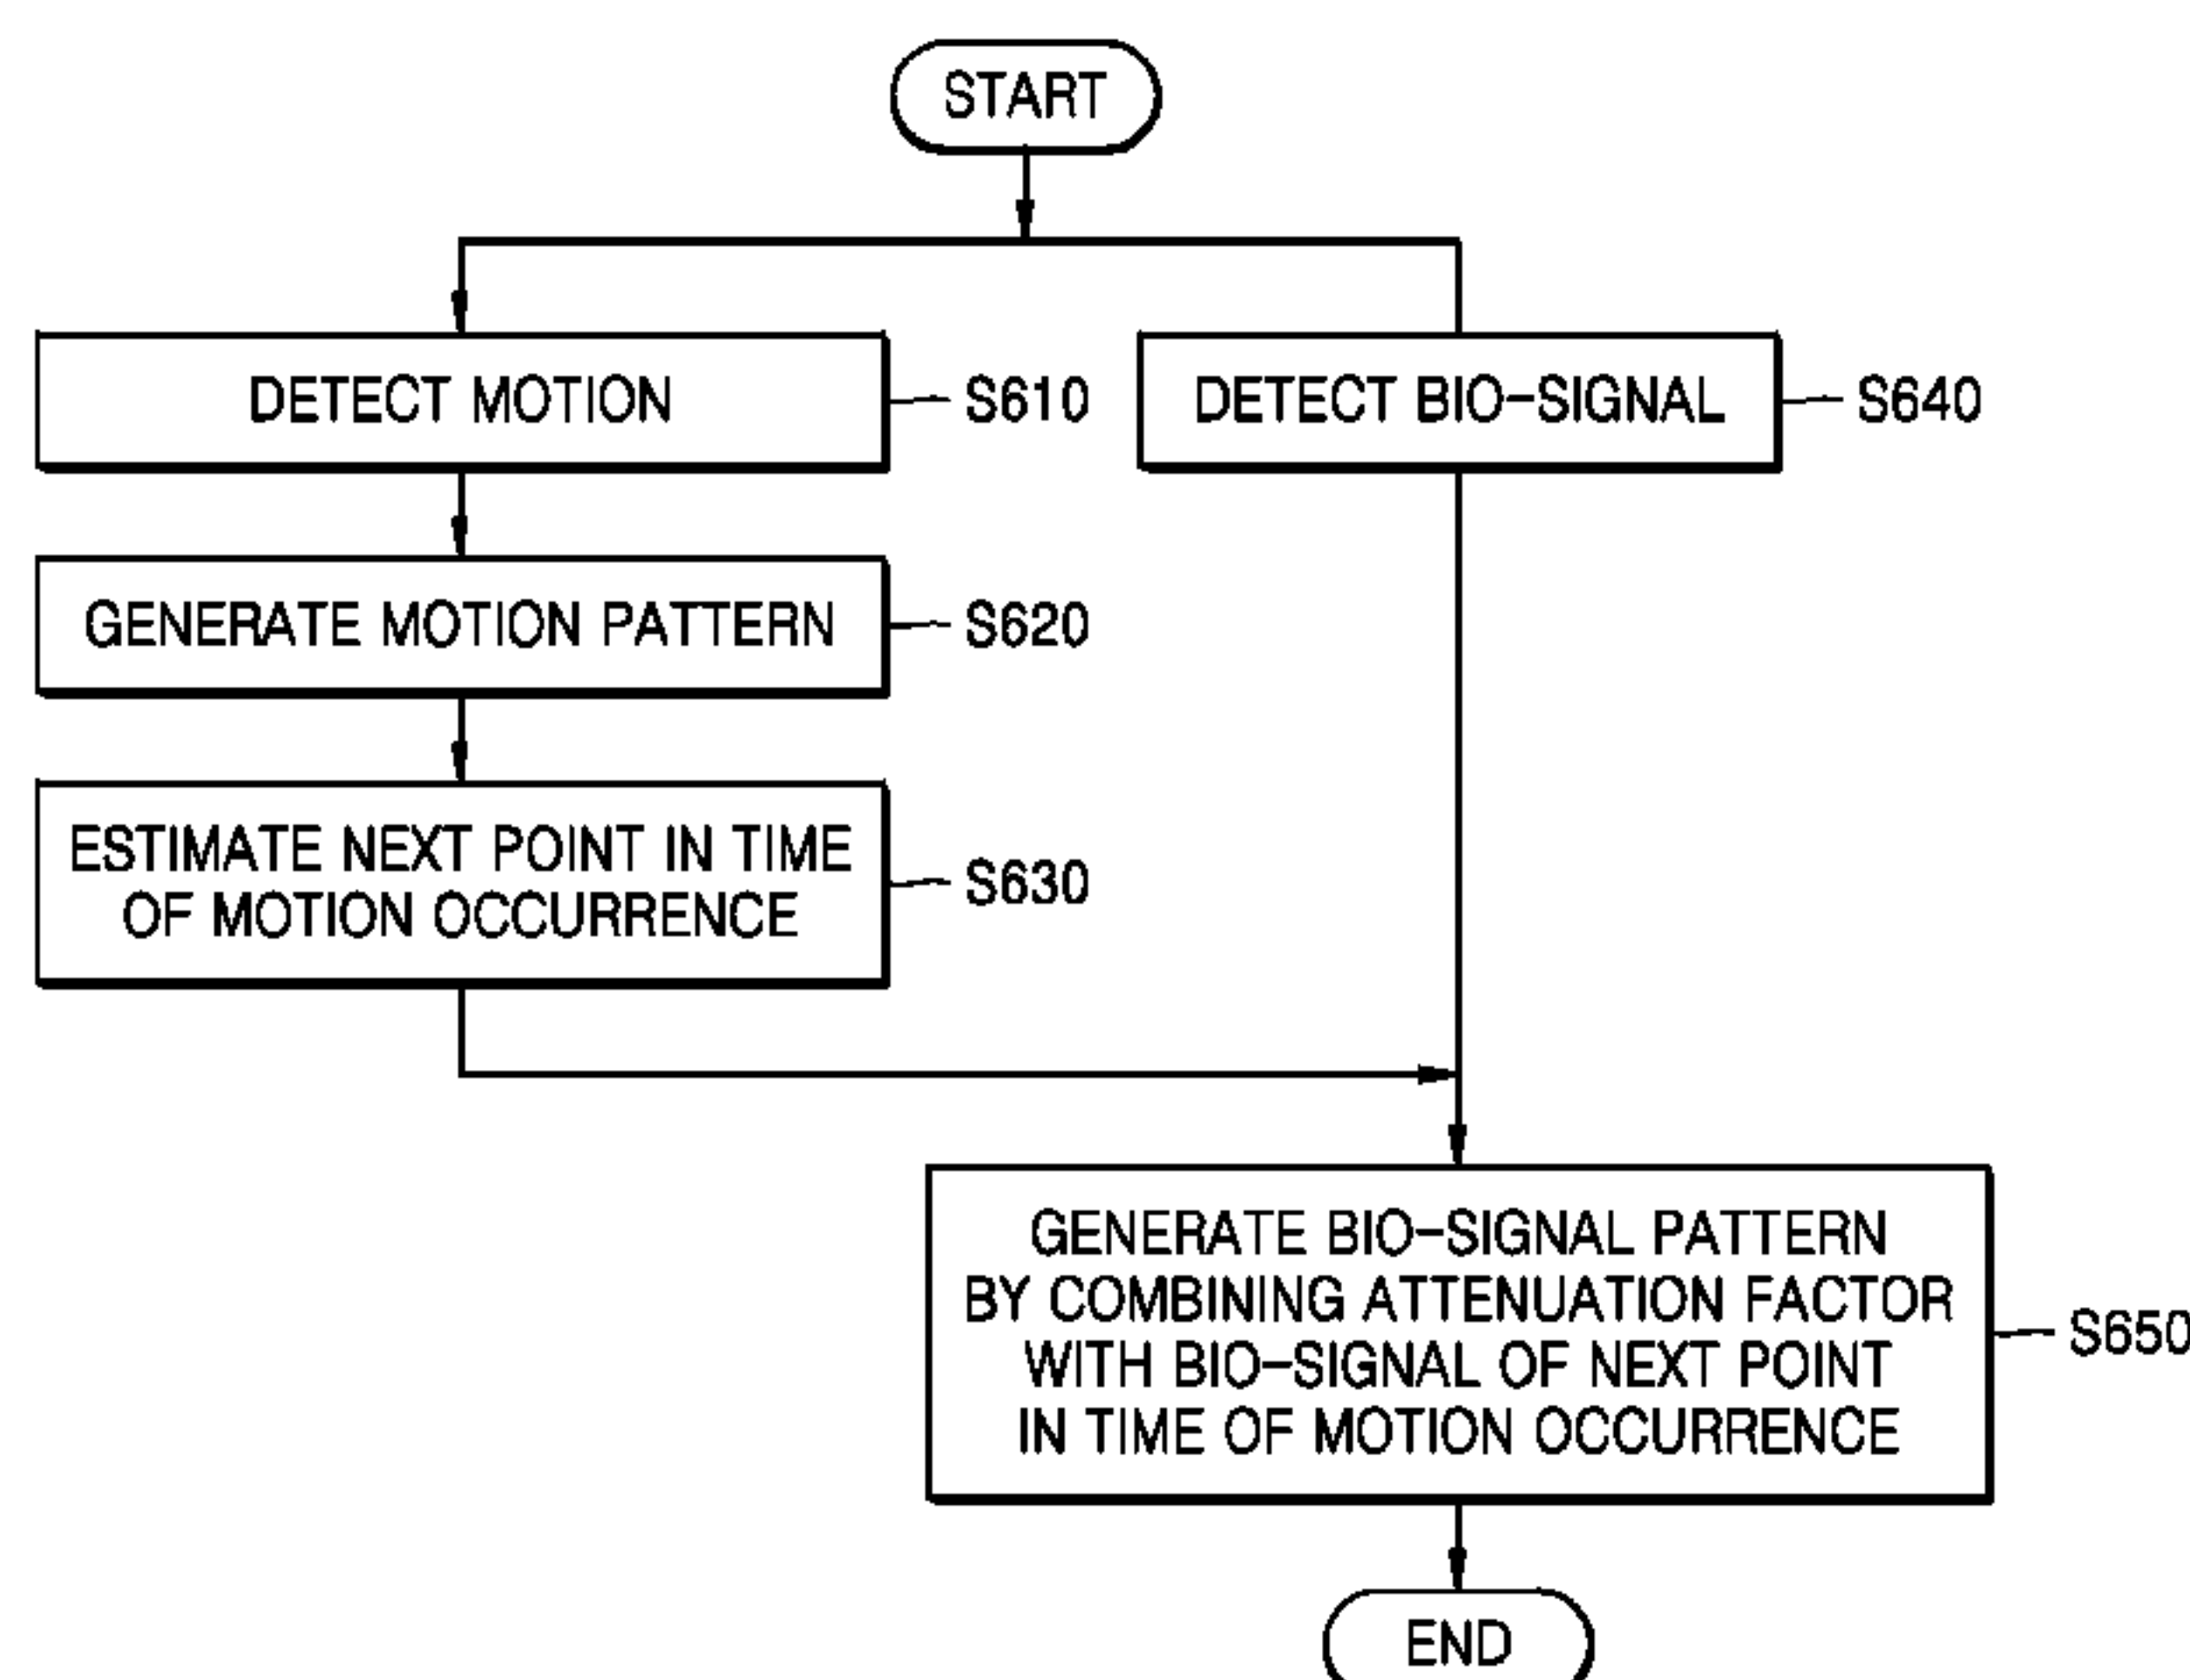 START
DETECT MOTION
S610
DETECT BIO-SIGNAL
S640
GENERATE MOTION PATTERN
S620
ESTIMATE NEXT POINT IN TIME
OF MOTION OCCURRENCE
S630
GENERATE BIO-SIGNAL PATTERN
BY COMBINING ATTENUATION FACTOR
WITH BIO-SIGNAL OF NEXT POINT
IN TIME OF MOTION OCCURRENCE
S650
END